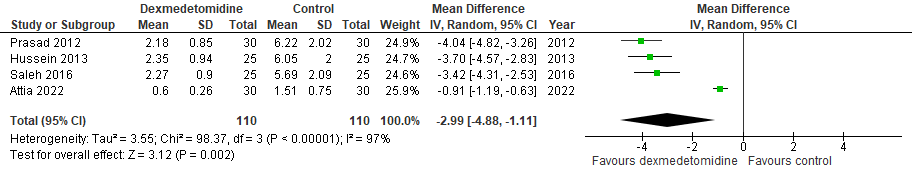 Dexmedetomidine Control Mean Difference Mean Difference
Study or Subgroup Mean SD Total Mean SD Total Weight IV, Random, 95% CI Year IV, Random, 95% CI
Prasad 2012 2.18 0.85 30 6.22 2.02 30 24.9% -4.04 [-4.82, -3.26] 2012
Hussein 2013 2.35 0.94 25 6.05 2 25 24.7% -3.70 [-4.57, -2.83] 2013
Saleh 2016 2.27 0.9 25 5.69 2.09 25 24.6% -3.42 [-4.31, -2.53] 2016
Attia 2022 0.6 0.26 30 1.51 0.75 30 25.9% -0.91 [-1.19, -0.63] 2022
Total (95% CI) 110 110 100.0% -2.99 [-4.88, -1.11]
Heterogeneity: Tau² = 3.55; Chi² = 98.37, df = 3 (P < 0.00001); I² = 97%
Test for overall effect: Z = 3.12 (P = 0.002)
-4 -2 0 2 4
Favours dexmedetomidine Favours control